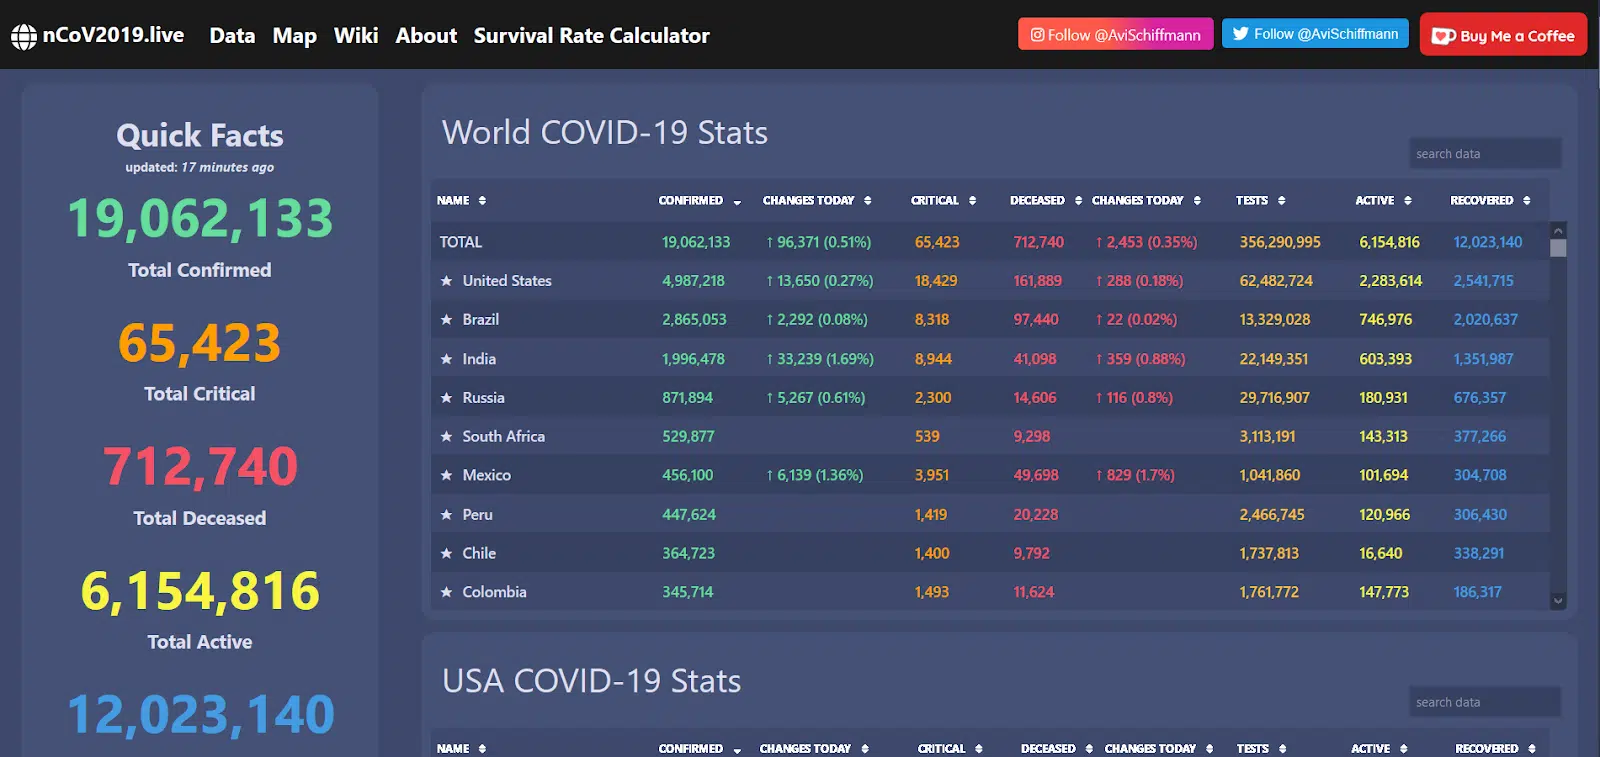 nCoV2019.live Data Map Wiki About Survival Rate Calculator Follow @AviSchiffmann Follow @AviSchiffmann Buy Me a Coffee
Quick Facts
updated: 17 minutes ago
19,062,133
Total Confirmed
65,423
Total Critical
712,740
Total Deceased
6,154,816
Total Active
12,023,140
World COVID-19 Stats
search data
NAME CONFIRMED CHANGES TODAY CRITICAL DECEASED CHANGES TODAY TESTS ACTIVE RECOVERED
TOTAL 19,062,133 ↑ 96,371 (0.51%) 65,423 712,740 ↑ 2,453 (0.35%) 356,290,995 6,154,816 12,023,140
★ United States 4,987,218 ↑ 13,650 (0.27%) 18,429 161,889 ↑ 288 (0.18%) 62,482,724 2,283,614 2,541,715
★ Brazil 2,865,053 ↑ 2,292 (0.08%) 8,318 97,440 ↑ 22 (0.02%) 13,329,028 746,976 2,020,637
★ India 1,996,478 ↑ 33,239 (1.69%) 8,944 41,098 ↑ 359 (0.88%) 22,149,351 603,393 1,351,987
★ Russia 871,894 ↑ 5,267 (0.61%) 2,300 14,606 ↑ 116 (0.8%) 29,716,907 180,931 676,357
★ South Africa 529,877 539 9,298 3,113,191 143,313 377,266
★ Mexico 456,100 ↑ 6,139 (1.36%) 3,951 49,698 ↑ 829 (1.7%) 1,041,860 101,694 304,708
★ Peru 447,624 1,419 20,228 2,466,745 120,966 306,430
★ Chile 364,723 1,400 9,792 1,737,813 16,640 338,291
★ Colombia 345,714 1,493 11,624 1,761,772 147,773 186,317
USA COVID-19 Stats
search data
NAME CONFIRMED CHANGES TODAY CRITICAL DECEASED CHANGES TODAY TESTS ACTIVE RECOVERED